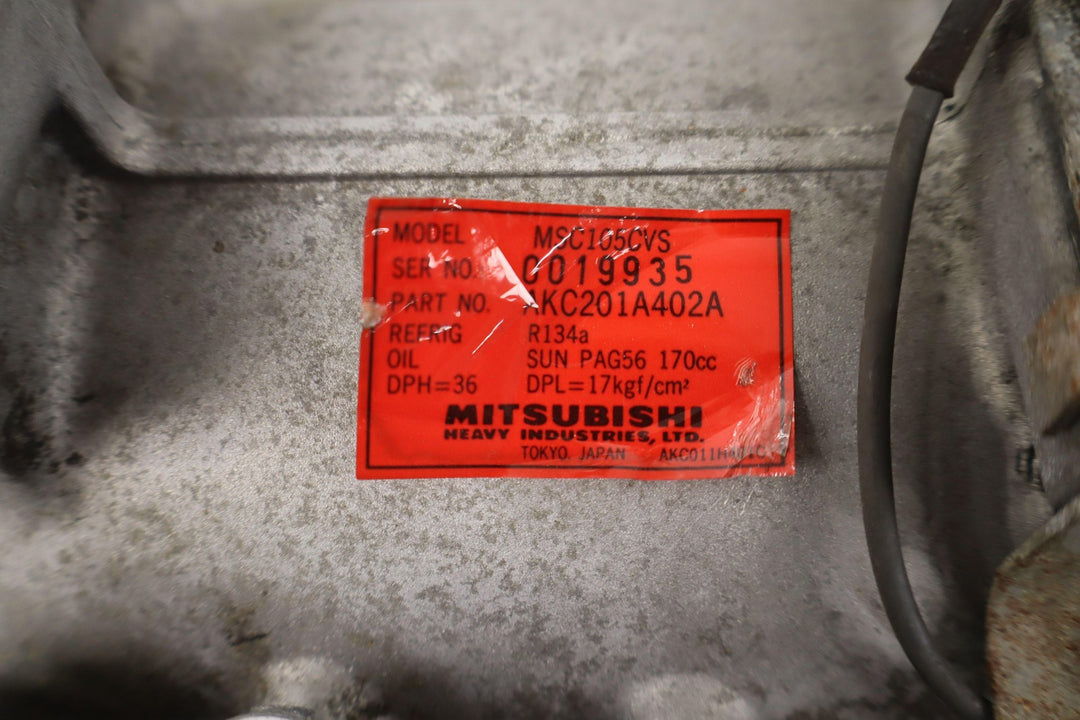 MODEL MSC105CVS
SER NO. 0019935
PART NO. AKC201A402A
REFRIG R134a
OIL SUN PAG56 170cc
DPH=36 DPL=17kgf/cm²
MITSUBISHI
HEAVY INDUSTRIES, LTD.
TOKYO. JAPAN